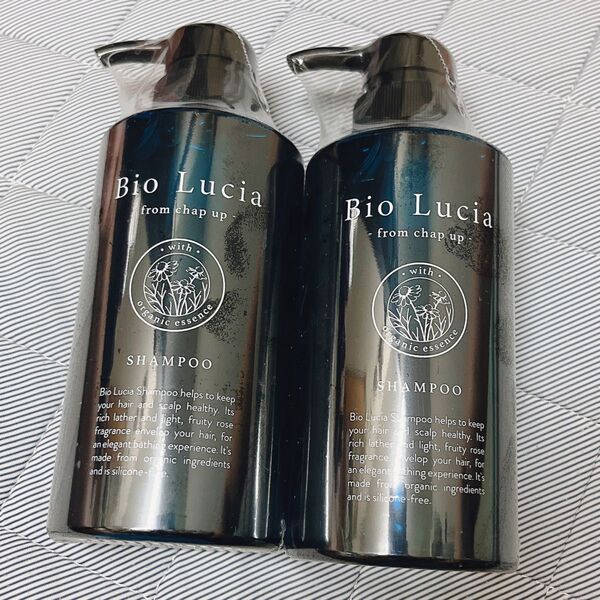 Bio Lucia
- from chap up -
· with ·
organic essence
SHAMPOO
Bio Lucia Shampoo helps to keep
your hair and scalp healthy. Its
rich lather and light, fruity rose
fragrance envelop your hair, for
an elegant bathing experience. It's
made from organic ingredients
and is silicone-free.
Bio Lucia
- from chap up -
· with ·
organic essence
SHAMPOO
Bio Lucia Shampoo helps to keep
your hair and scalp healthy. Its
rich lather and light, fruity rose
fragrance envelop your hair, for
an elegant bathing experience. It's
made from organic ingredients
and is silicone-free.